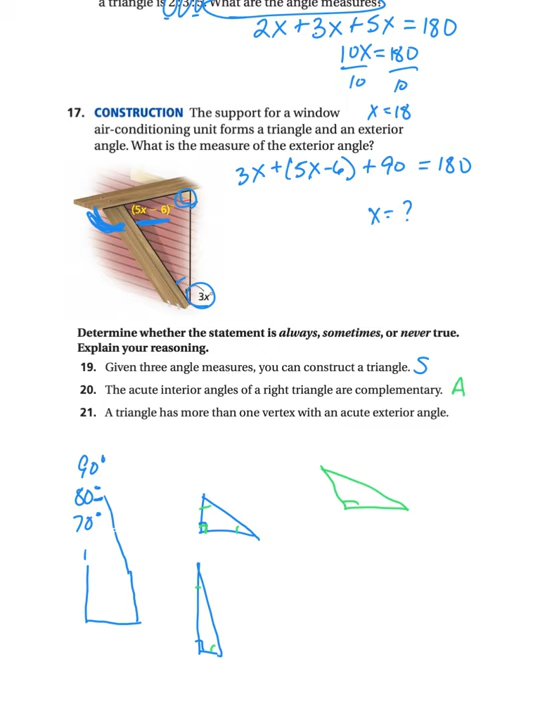 a triangle is 2:3:5. What are the angle measures?
2x+3x+5x=180
10x=180
10 10
17. CONSTRUCTION The support for a window x=18
air-conditioning unit forms a triangle and an exterior
angle. What is the measure of the exterior angle?
3x+(5x-6)+90=180
(5x − 6)
x=?
3x
Determine whether the statement is always, sometimes, or never true.
Explain your reasoning.
19. Given three angle measures, you can construct a triangle. S
20. The acute interior angles of a right triangle are complementary. A
21. A triangle has more than one vertex with an acute exterior angle.
90°
80°
70°